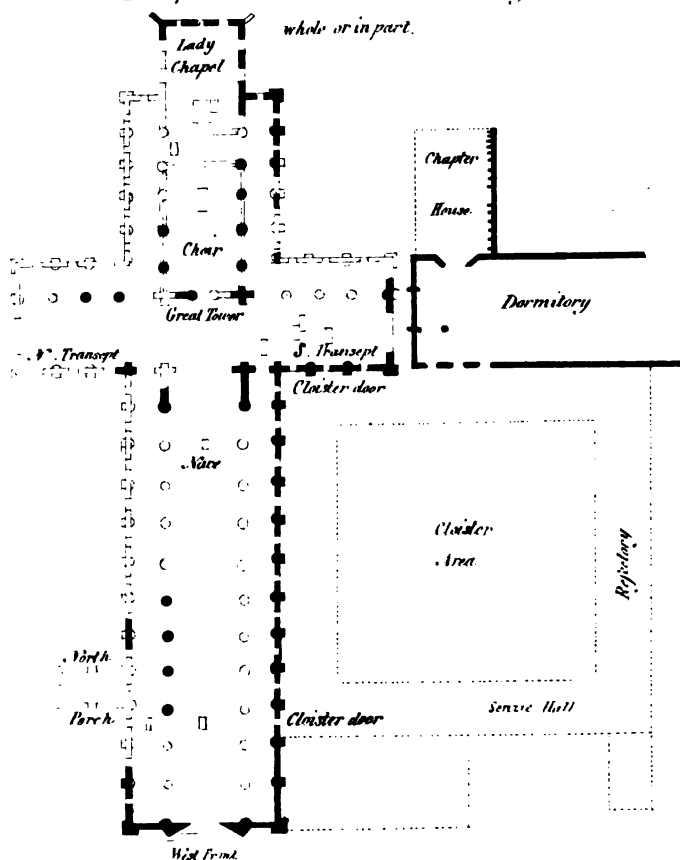 whole or in part.
Lady
Chapel
Chapter
House
Choir
Dormitory
Great Tower
N. Transept
S. Transept
Cloister door
Nave
Cloister
Area
Refectory
North
Porch
Cloister door
Senzie Hall
West Front